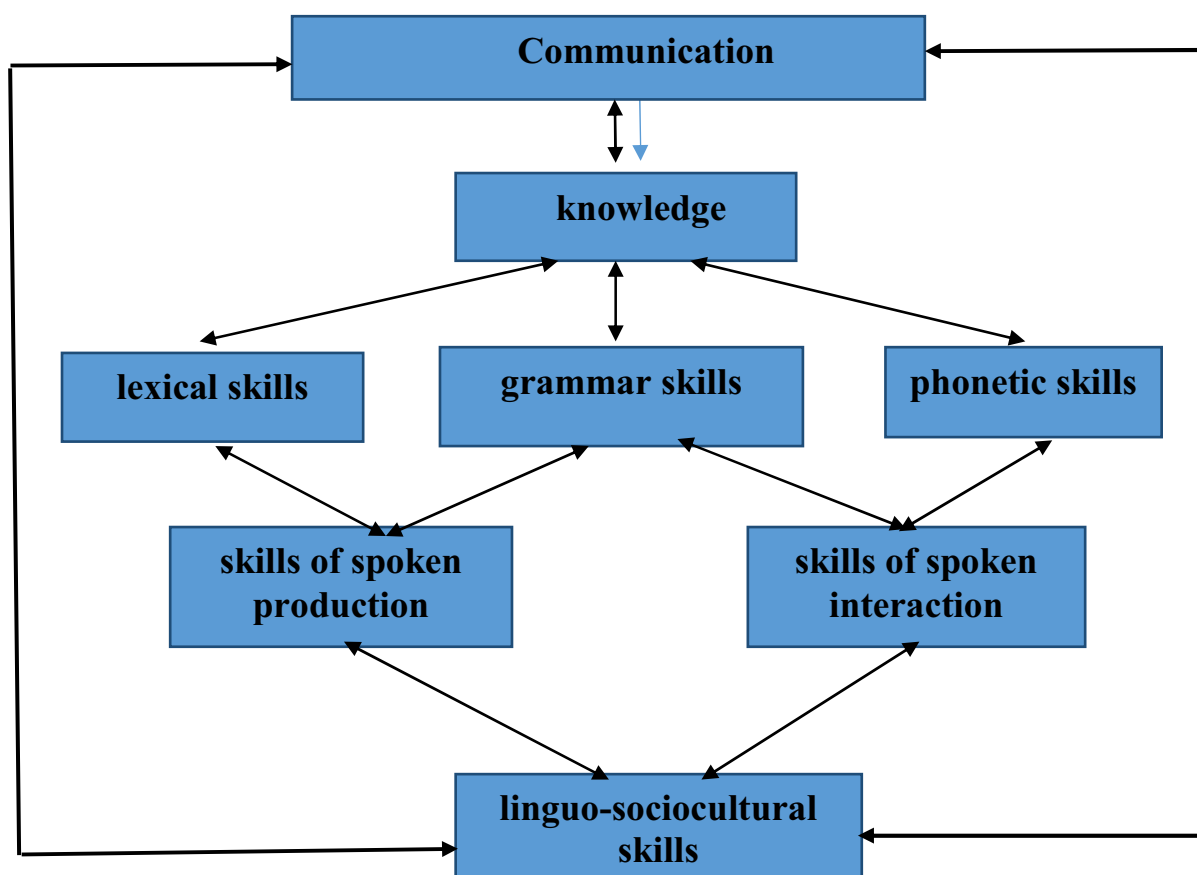 Communication
knowledge
lexical skills
grammar skills
phonetic skills
skills of spoken
production
skills of spoken
interaction
linguo-sociocultural
skills